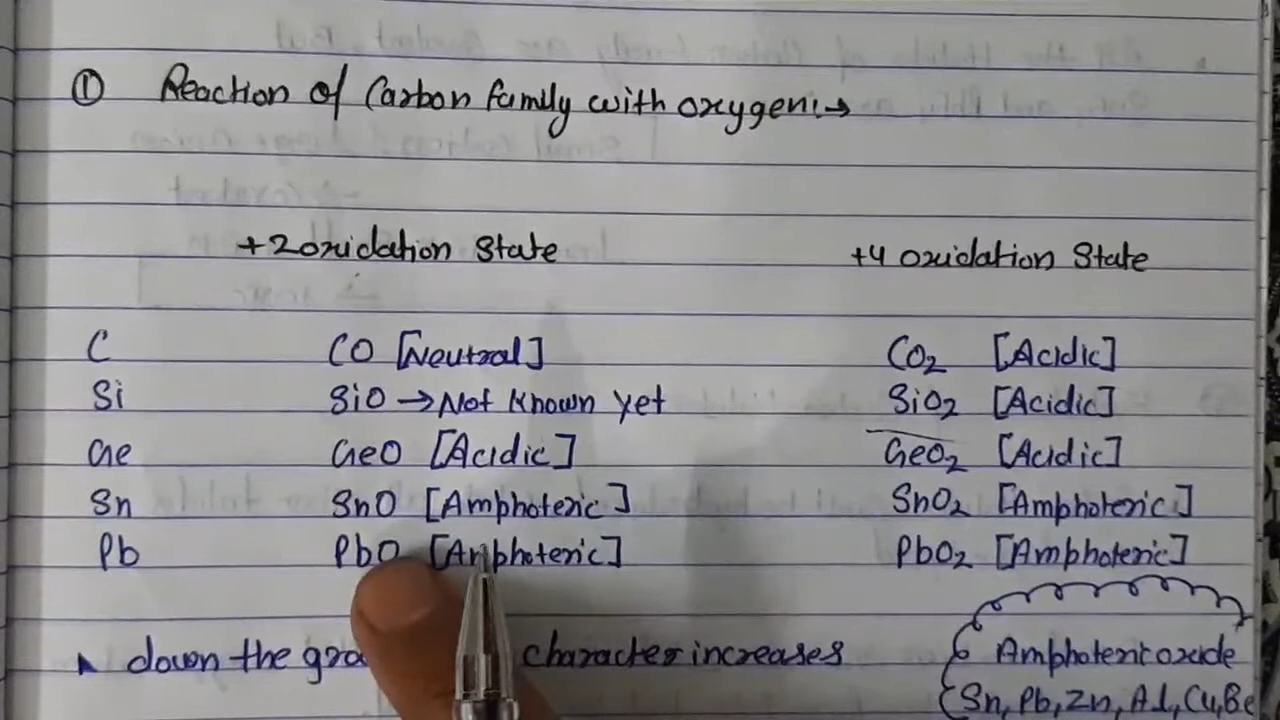 ① Reaction of Carbon family with oxygen:→
+2 oxidation State +4 oxidation State
C CO [Neutral] CO₂ [Acidic]
Si SiO → Not Known yet SiO₂ [Acidic]
Ge GeO [Acidic] GeO₂ [Acidic]
Sn SnO [Amphoteric] SnO₂ [Amphoteric]
Pb PbO [Amphoteric] PbO₂ [Amphoteric]
down the character increases
Amphoteric oxide
(Sn, Pb, Zn, Al, Cu, Be